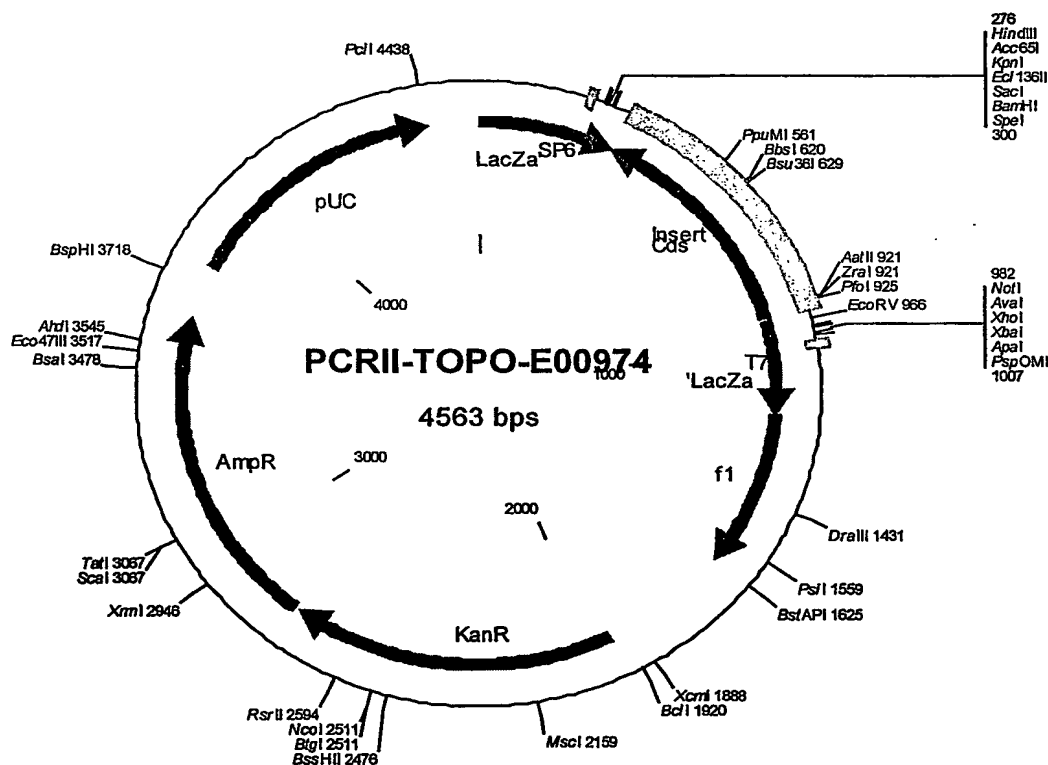 276
HindIII
Acc65I
KpnI
Ecl136II
SacI
BamHI
SpeI
300
PciI 4438
PpuMI 561
BbsI 620
Bsu36I 629
LacZa'
SP6
pUC
Insert
Cds
I
BspHI 3718
AatII 921
ZraI 921
PfoI 925
EcoRV 966
982
NotI
AvaI
XhoI
XbaI
ApaI
PspOMI
1007
4000
AhdI 3545
Eco47III 3517
BsaI 3478
PCRII-TOPO-E00974
1000
T7
'LacZa
4563 bps
AmpR
3000
f1
2000
DraIII 1431
TatI 3067
ScaI 3067
PsiI 1559
XmnI 2946
BstAPI 1625
KanR
XcmI 1888
BclI 1920
RsrII 2594
NcoI 2511
BtgI 2511
BssHII 2476
MscI 2159